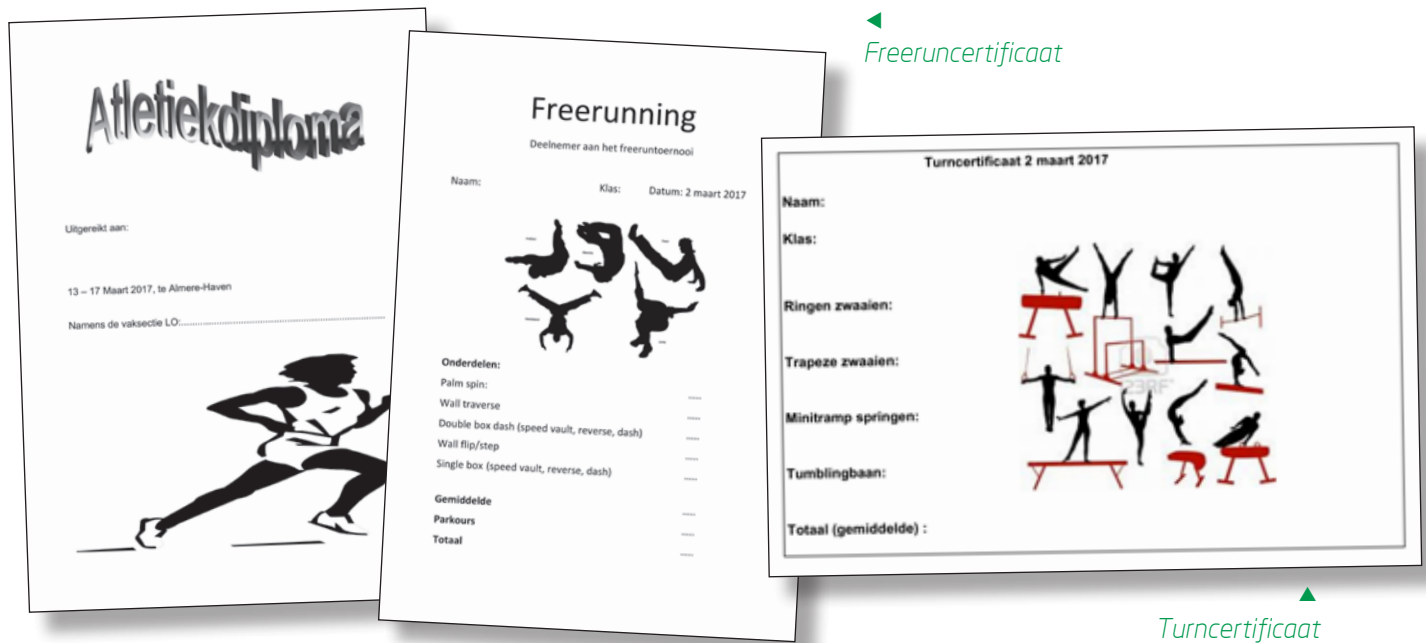 Atletiekdiploma
Uitgereikt aan:
13 – 17 Maart 2017, te Almere-Haven
Namens de vaksectie LO:
Freeruncertificaat
Freerunning
Deelnemer aan het freeruntoernooi
Naam: Klas: Datum: 2 maart 2017
Onderdelen:
Palm spin:
Wall traverse
Double box dash (speed vault, reverse, dash)
Wall flip/step
Single box (speed vault, reverse, dash)
Gemiddelde
Parkours
Totaal
Turncertificaat 2 maart 2017
Naam:
Klas:
Ringen zwaaien:
Trapeze zwaaien:
Minitramp springen:
Tumblingbaan:
Totaal (gemiddelde) :
23RF
Turncertificaat